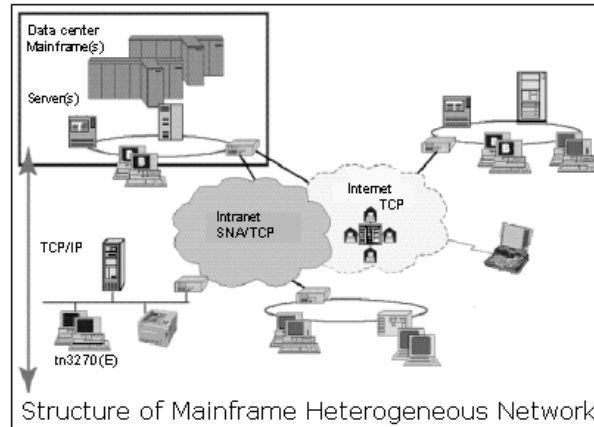 Data center
Mainframe(s)
Server(s)
Internet
TCP
Intranet
SNA/TCP
TCP/IP
tn3270(E)
Structure of Mainframe Heterogeneous Network